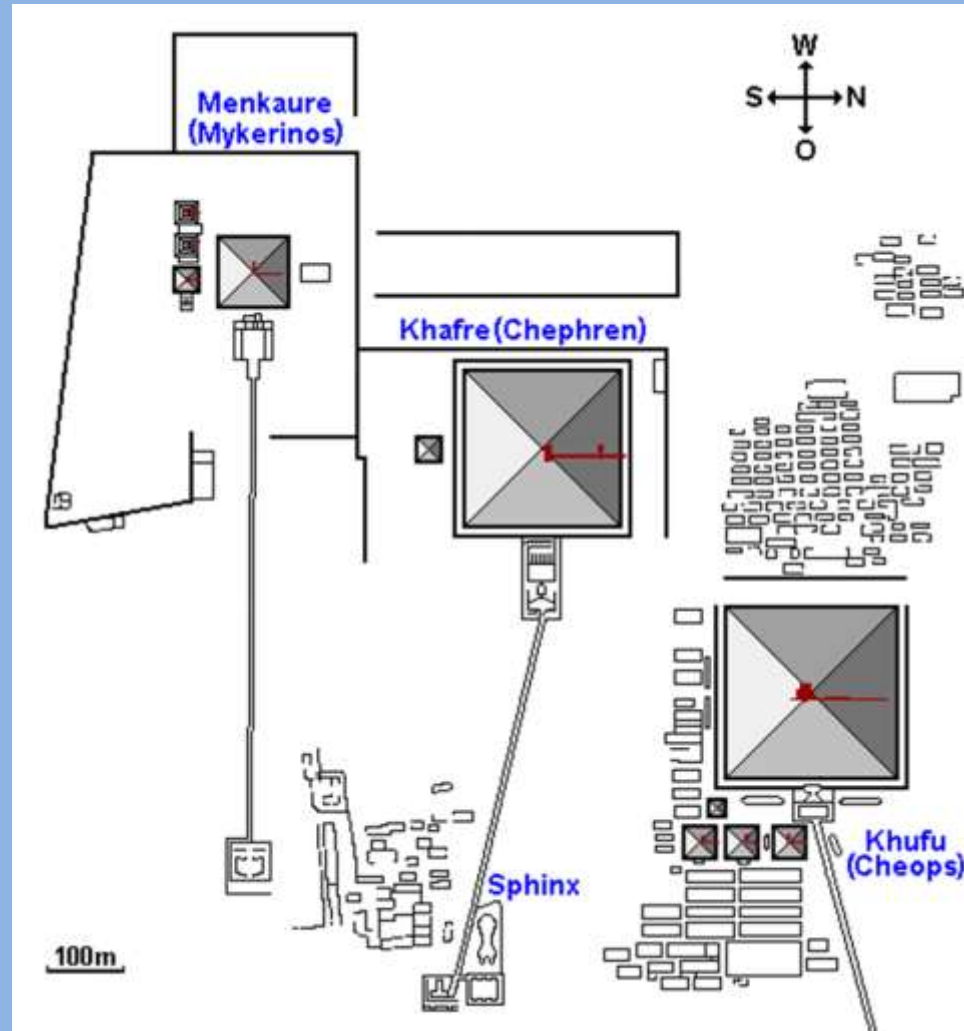 W
S N
O
Menkaure
(Mykerinos)
Khafre (Chephren)
Khufu
(Cheops)
Sphinx
100m